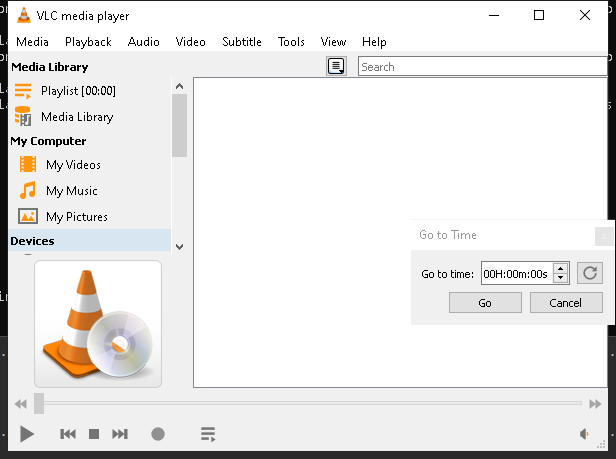 VLC media player
Media Playback Audio Video Subtitle Tools View Help
Media Library
Search
Playlist [00:00]
Media Library
My Computer
My Videos
My Music
My Pictures
Devices
Go to Time
Go to time: 00H:00m:00s
Go Cancel